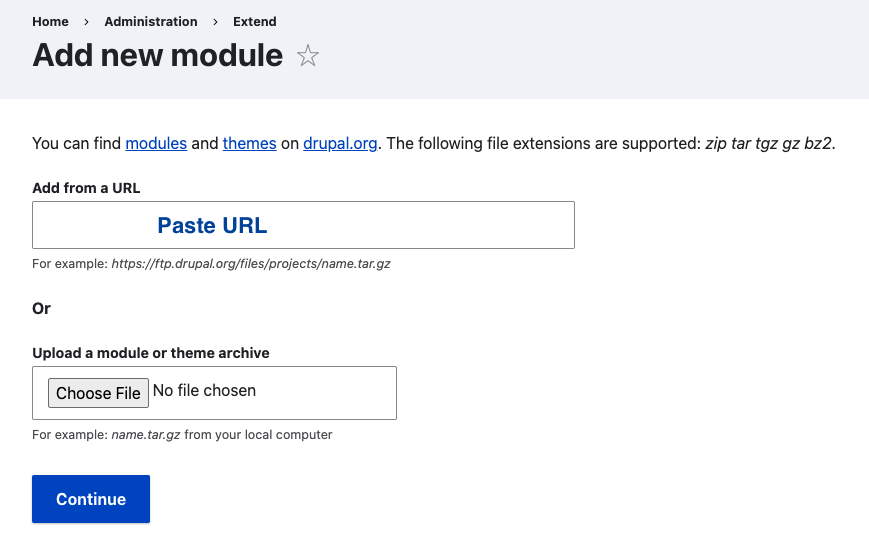 Home > Administration > Extend
Add new module
You can find modules and themes on drupal.org. The following file extensions are supported: zip tar tgz gz bz2.
Add from a URL
Paste URL
For example: https://ftp.drupal.org/files/projects/name.tar.gz
Or
Upload a module or theme archive
Choose File No file chosen
For example: name.tar.gz from your local computer
Continue